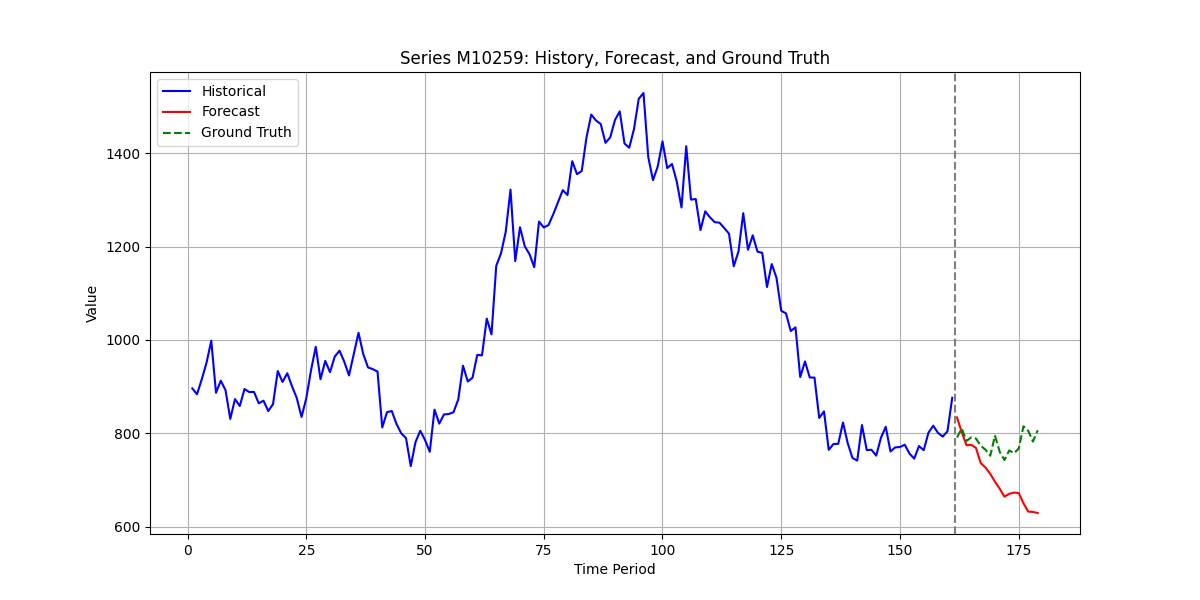 Series M10259: History, Forecast, and Ground Truth
Historical
Forecast
Ground Truth
Value
1400
1200
1000
800
600
0 25 50 75 100 125 150 175
Time Period